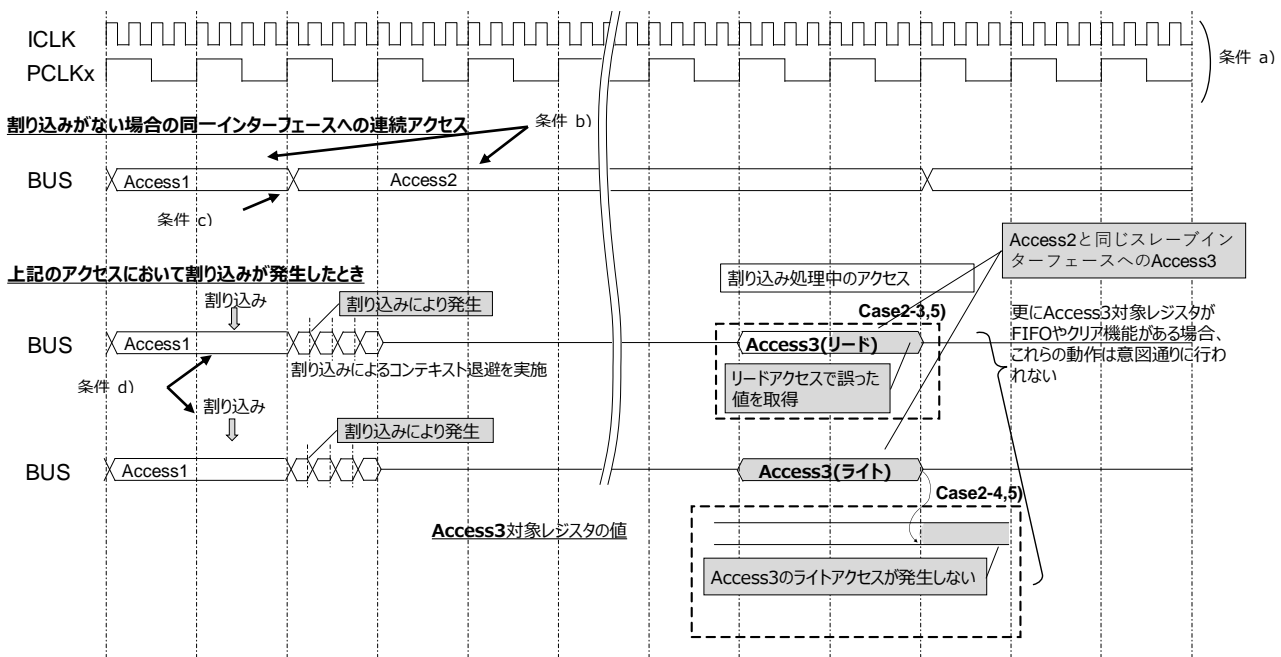 ICLK
PCLKx
条件 a)
割り込みがない場合の同一インターフェースへの連続アクセス
条件 b)
BUS
Access1
Access2
条件 c)
Access2と同じスレーブイン
ターフェースへのAccess3
上記のアクセスにおいて割り込みが発生したとき
割り込み処理中のアクセス
割り込み
割り込みにより発生
Case2-3,5)
更にAccess3対象レジスタが
FIFOやクリア機能がある場合、
これらの動作は意図通りに行わ
れない
BUS
Access1
Access3(リード)
割り込みによるコンテキスト退避を実施
条件 d)
リードアクセスで誤った
値を取得
割り込み
割り込みにより発生
BUS
Access1
Access3(ライト)
Case2-4,5)
Access3対象レジスタの値
Access3のライトアクセスが発生しない